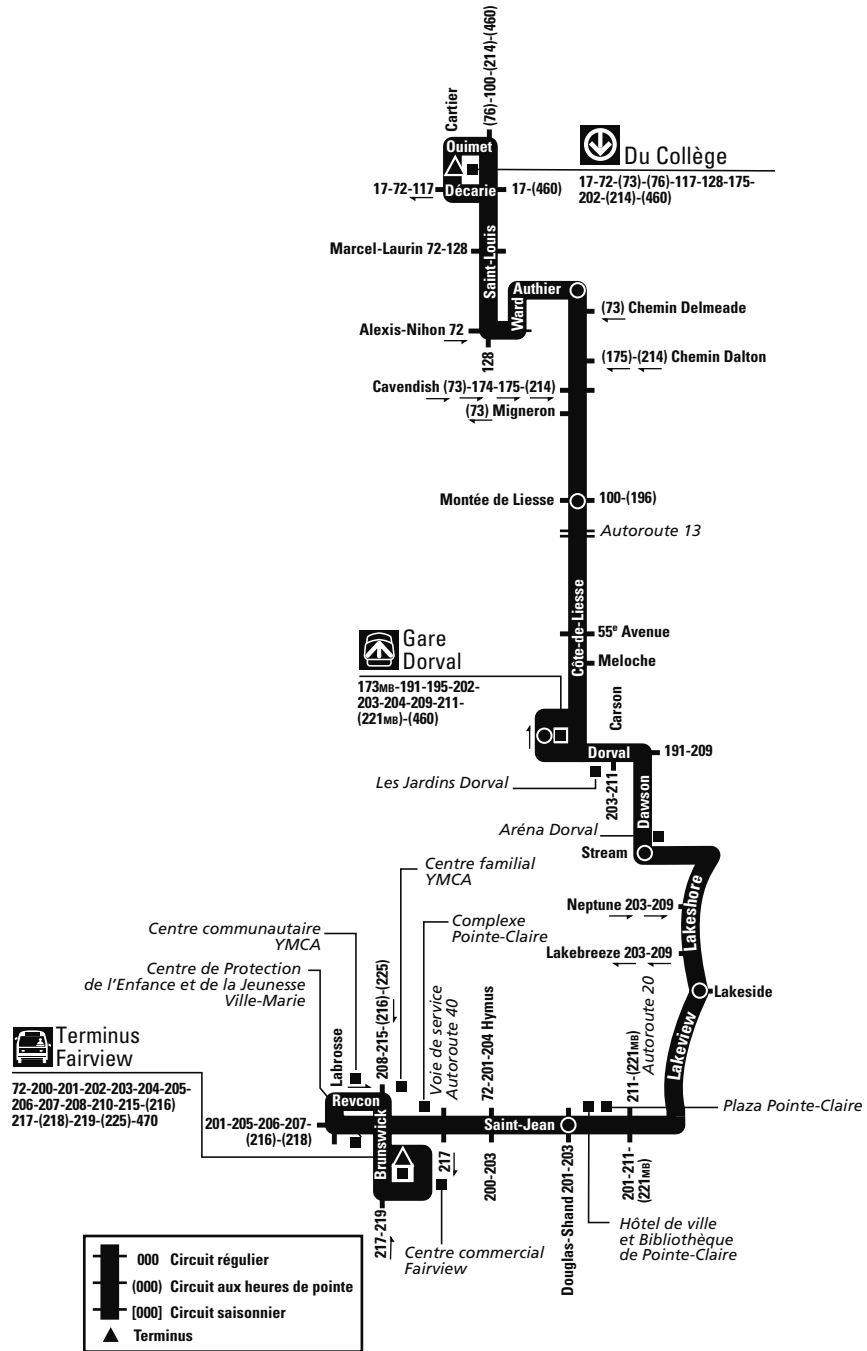 Cartier
(76)-100-(214)-(460)
Ouimet
Du Collège
17-72-(73)-(76)-117-128-175-
202-(214)-(460)
17-72-117
Décarie
17-(460)
Marcel-Laurin 72-128
Saint-Louis
Authier
Ward
(73) Chemin Delmeade
Alexis-Nihon 72
128
(175)-(214) Chemin Dalton
Cavendish (73)-174-175-(214)
(73) Migneron
Montée de Liesse
100-(196)
Autoroute 13
Côte-de-Liesse
55e Avenue
Meloche
Gare
Dorval
173MB-191-195-202-
203-204-209-211-
(221MB)-(460)
Carson
Dorval
191-209
203-211
Dawson
Les Jardins Dorval
Aréna Dorval
Stream
Lakeshore
Neptune 203-209
Lakebreeze 203-209
Lakeside
Lakeview
Centre familial
YMCA
Centre communautaire
YMCA
Complexe
Pointe-Claire
Centre de Protection
de l'Enfance et de la Jeunesse
Ville-Marie
Terminus
Fairview
72-200-201-202-203-204-205-
206-207-208-210-215-(216)
217-(218)-219-(225)-470
Labrosse
208-215-(216)-(225)
Voie de service
Autoroute 40
72-201-204 Hymus
211-(221MB)
Autoroute 20
Plaza Pointe-Claire
Revcon
201-205-206-207-
(216)-(218)
Brunswick
Saint-Jean
217
200-203
Douglas-Shand 201-203
201-211-
(221MB)
217-219
Centre commercial
Fairview
Hôtel de ville
et Bibliothèque
de Pointe-Claire
000 Circuit régulier
(000) Circuit aux heures de pointe
[000] Circuit saisonnier
Terminus